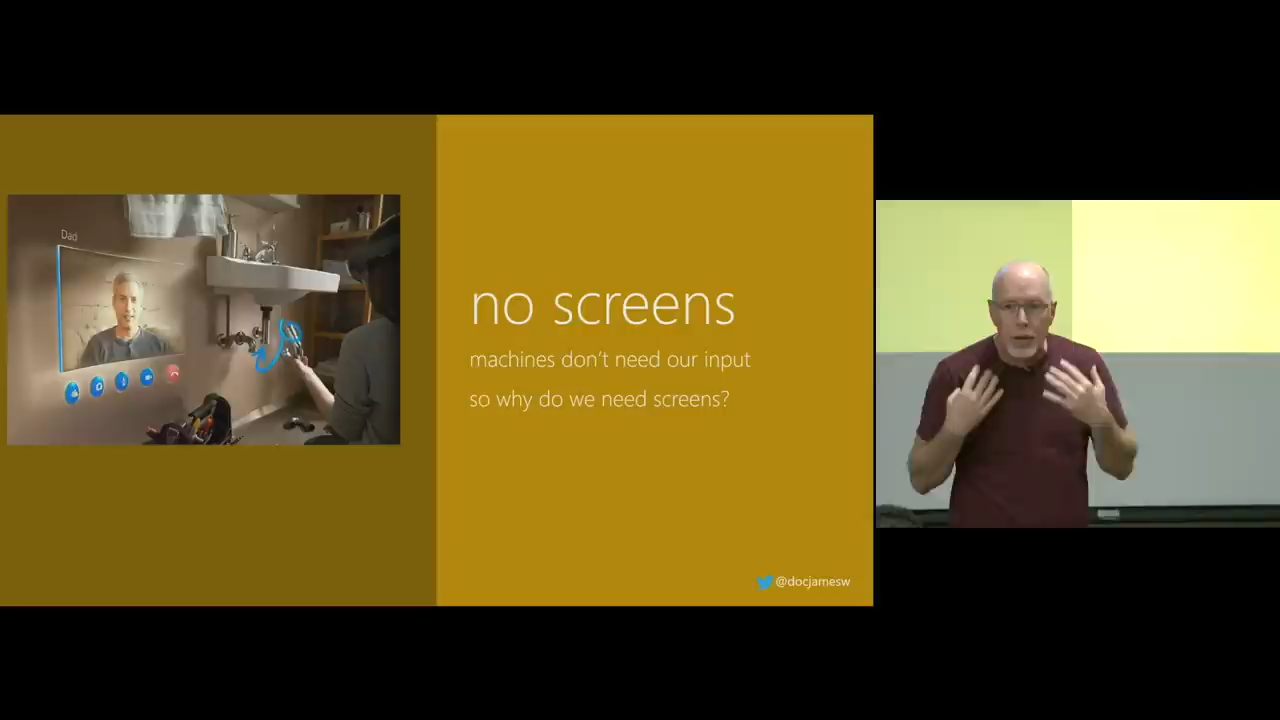 Dad
no screens
machines don't need our input
so why do we need screens?
@docjamesw